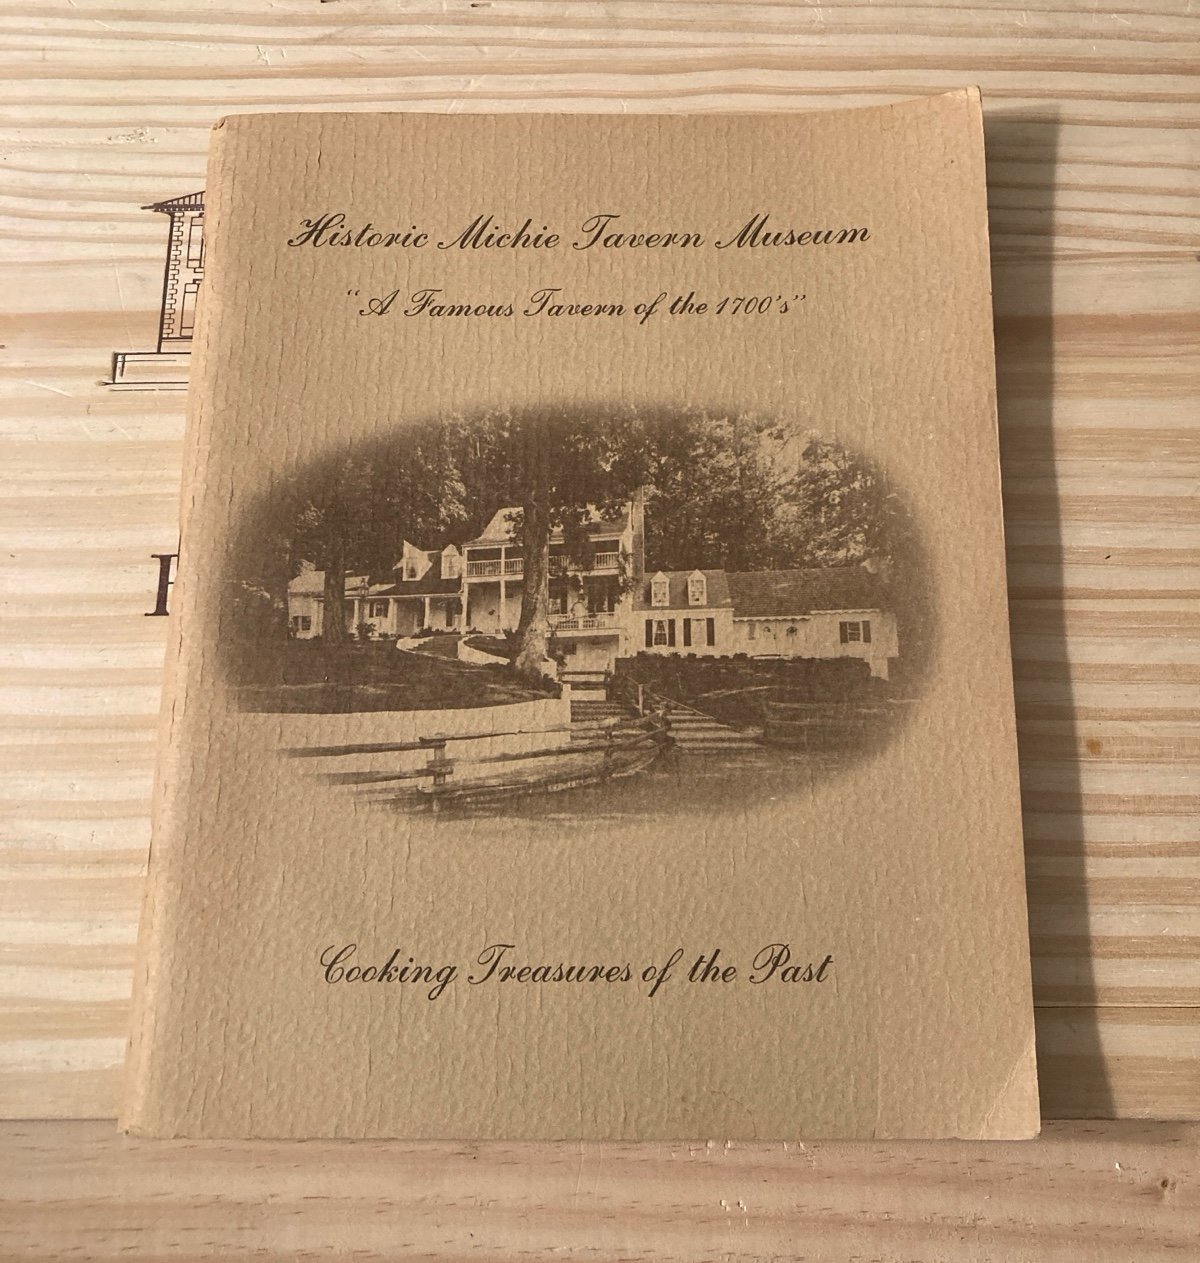 Historic Michie Tavern Museum
“A Famous Tavern of the 1700’s”
Cooking Treasures of the Past